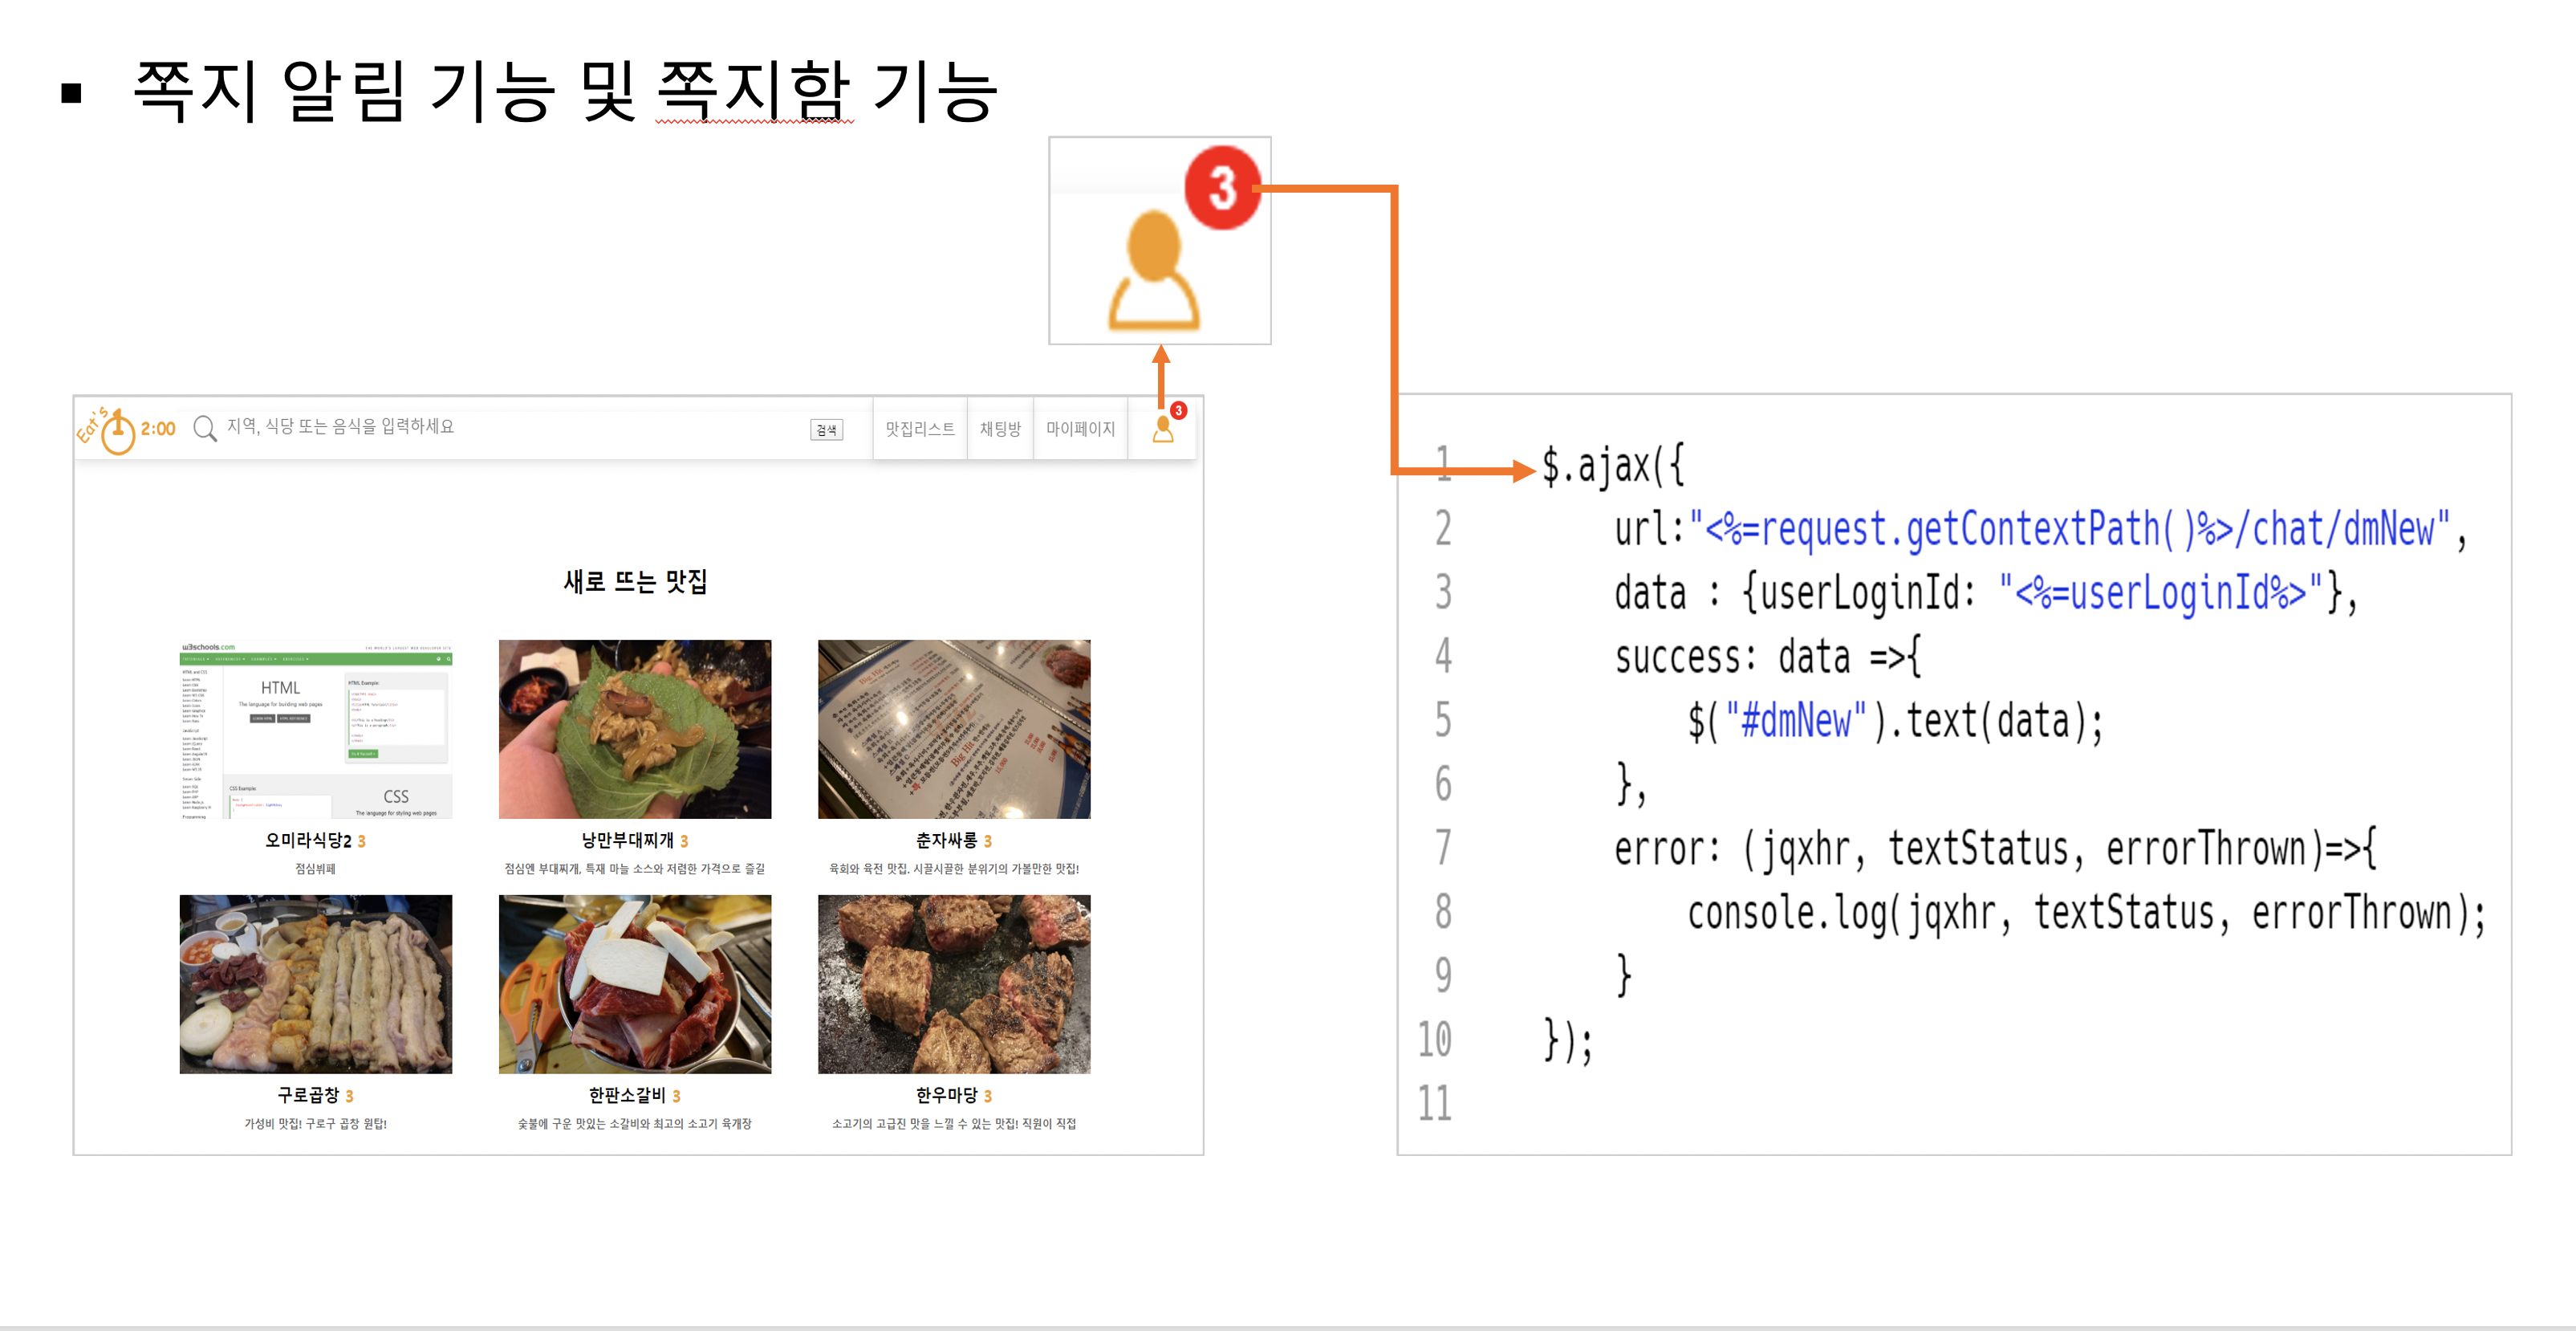 ▪ 쪽지 알림 기능 및 쪽지함 기능
3
Eat's 1 2:00 지역, 식당 또는 음식을 입력하세요 검색 맛집리스트 채팅방 마이페이지 3
새로 뜨는 맛집
w3schools.com
HTML
The language for building web pages
HTML Example:
CSS Example:
CSS
The language for styling web pages
오미라식당2 3
점심뷔페
낭만부대찌개 3
점심엔 부대찌개, 특재 마늘 소스와 저렴한 가격으로 즐길
춘자싸롱 3
육회와 육전 맛집. 시끌시끌한 분위기의 가볼만한 맛집!
구로곱창 3
가성비 맛집! 구로구 곱창 원탑!
한판소갈비 3
숯불에 구운 맛있는 소갈비와 최고의 소고기 육개장
한우마당 3
소고기의 고급진 맛을 느낄 수 있는 맛집! 직원이 직접
1 $.ajax({
2 url:"<%=request.getContextPath()%>/chat/dmNew",
3 data : {userLoginId: "<%=userLoginId%>"},
4 success: data =>{
5 $("#dmNew").text(data);
6 },
7 error: (jqxhr, textStatus, errorThrown)=>{
8 console.log(jqxhr, textStatus, errorThrown);
9 }
10 });
11